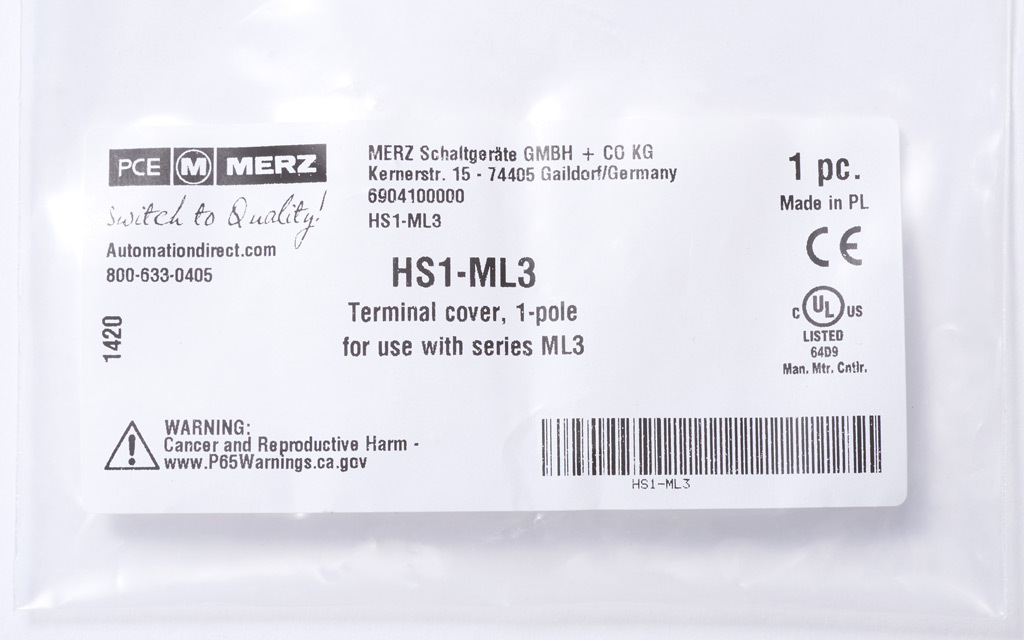 PCE M MERZ
Switch to Quality!
Automationdirect.com
800-633-0405
1420
MERZ Schaltgeräte GMBH + CO KG
Kernerstr. 15 - 74405 Gaildorf/Germany
6904100000
HS1-ML3
HS1-ML3
Terminal cover, 1-pole
for use with series ML3
1 pc.
Made in PL
CE
C UL US
LISTED
64D9
Man. Mtr. Cntlr.
WARNING:
Cancer and Reproductive Harm -
www.P65Warnings.ca.gov
HS1-ML3